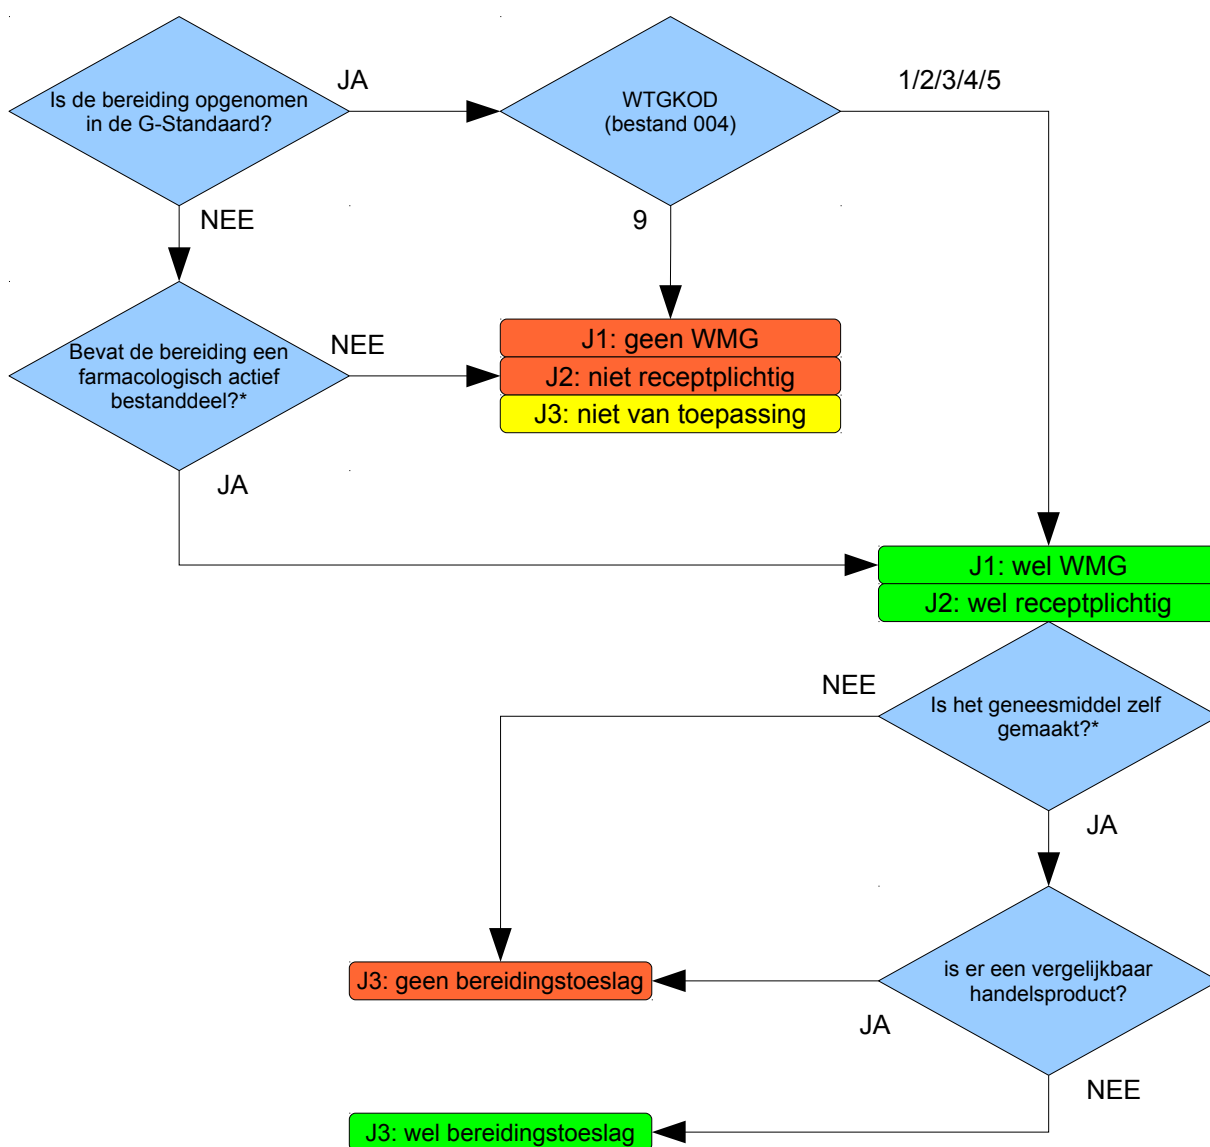 Is de bereiding opgenomen
in de G-Standaard?
JA
WTGKOD
(bestand 004)
1/2/3/4/5
NEE
9
Bevat de bereiding een
farmacologisch actief
bestanddeel?*
NEE
J1: geen WMG
J2: niet receptplichtig
J3: niet van toepassing
JA
J1: wel WMG
J2: wel receptplichtig
NEE
Is het geneesmiddel zelf
gemaakt?*
JA
is er een vergelijkbaar
handelsproduct?
J3: geen bereidingstoeslag
JA
NEE
J3: wel bereidingstoeslag